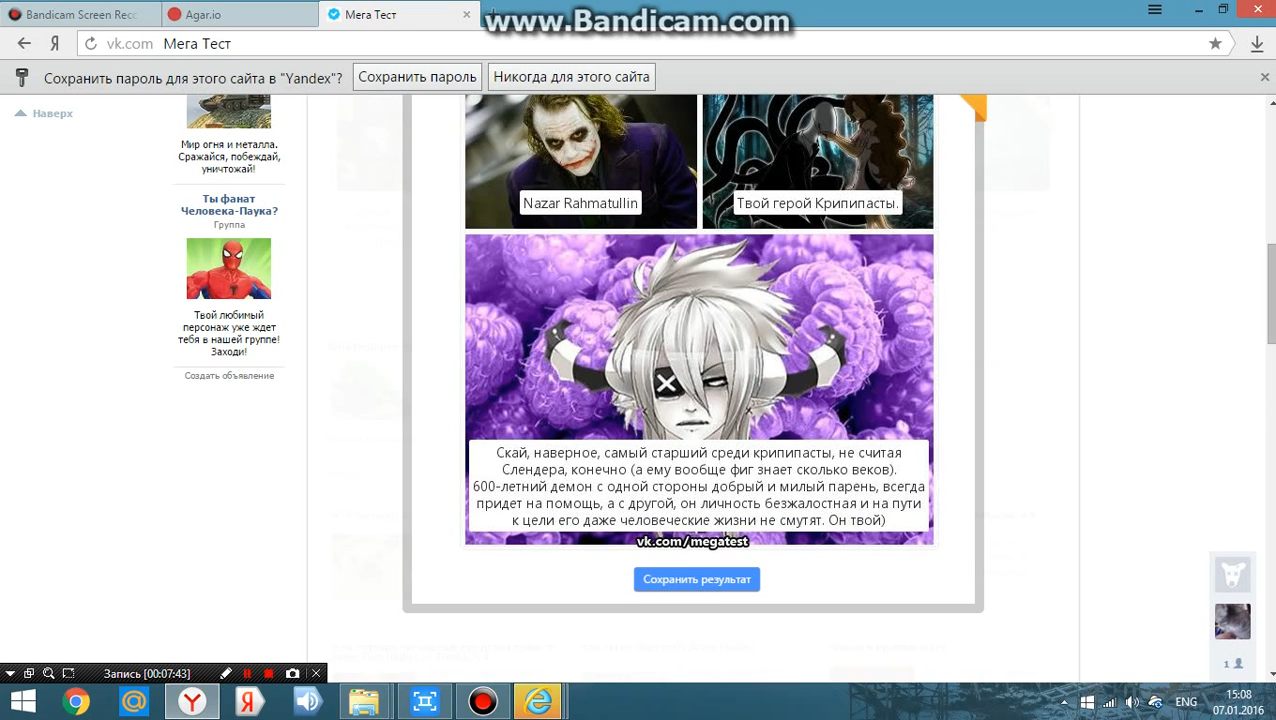 Bandicam Screen Reco
Agar.io
Мега Тест
www.Bandicam.com
Я
vk.com Мега Тест
Сохранить пароль для этого сайта в "Yandex"?
Сохранить пароль
Никогда для этого сайта
Наверх
Мир огня и металла.
Сражайся, побеждай,
уничтожай!
Ты фанат
Человека-Паука?
Группа
Твой любимый
персонаж уже ждет
тебя в нашей группе!
Заходи!
Создать объявление
Nazar Rahmatullin
Твой герой Крипипасты.
Скай, наверное, самый старший среди крипипасты, не считая
Слендера, конечно (а ему вообще фиг знает сколько веков).
600-летний демон с одной стороны добрый и милый парень, всегда
придет на помощь, а с другой, он личность безжалостная и на пути
к цели его даже человеческие жизни не смутят. Он твой)
vk.com/megatest
Сохранить результат
1
Запись [00:07:43]
ENG
15:08
07.01.2016